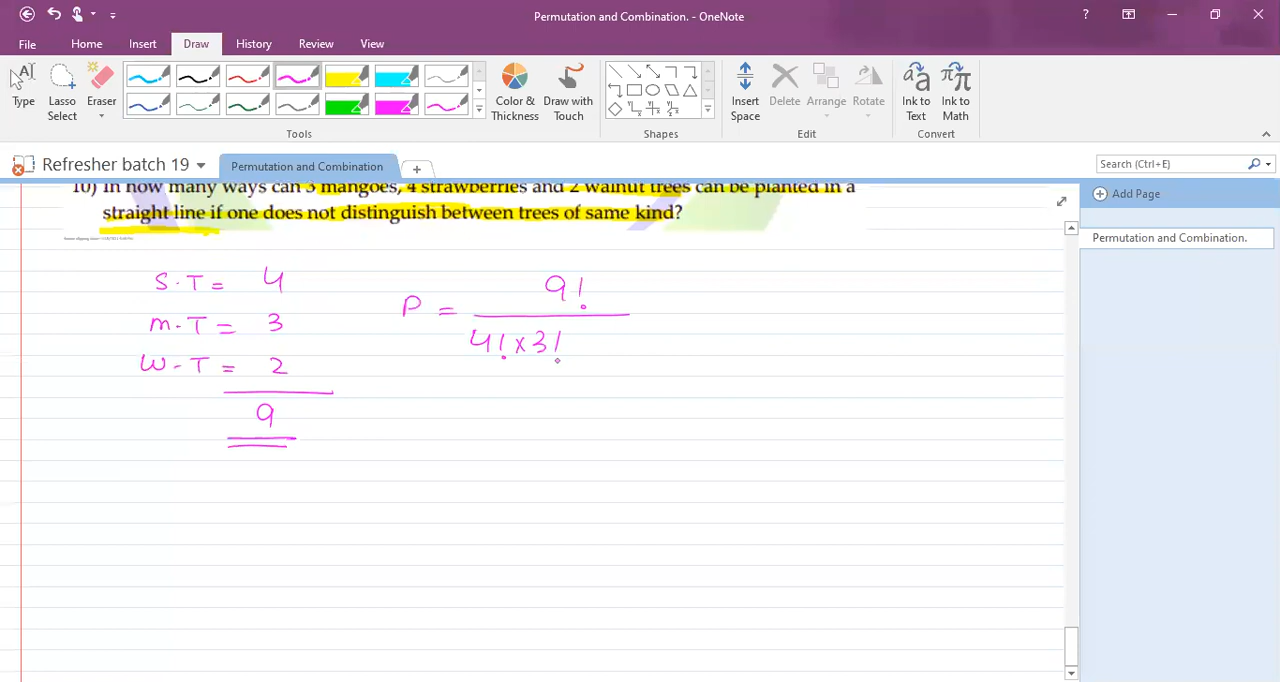 Permutation and Combination. - OneNote
?
File Home Insert Draw History Review View
Type Lasso Select Eraser Color & Thickness Draw with Touch Insert Space Delete Arrange Rotate Ink to Text Ink to Math
Tools Shapes Edit Convert
Refresher batch 19 Permutation and Combination Search (Ctrl+E)
Add Page
Permutation and Combination.
10) In how many ways can 3 mangoes, 4 strawberries and 2 walnut trees can be planted in a
straight line if one does not distinguish between trees of same kind?
S.T = 4
m.T = 3
W-T = 2
9
P = 9!
4! x 3!